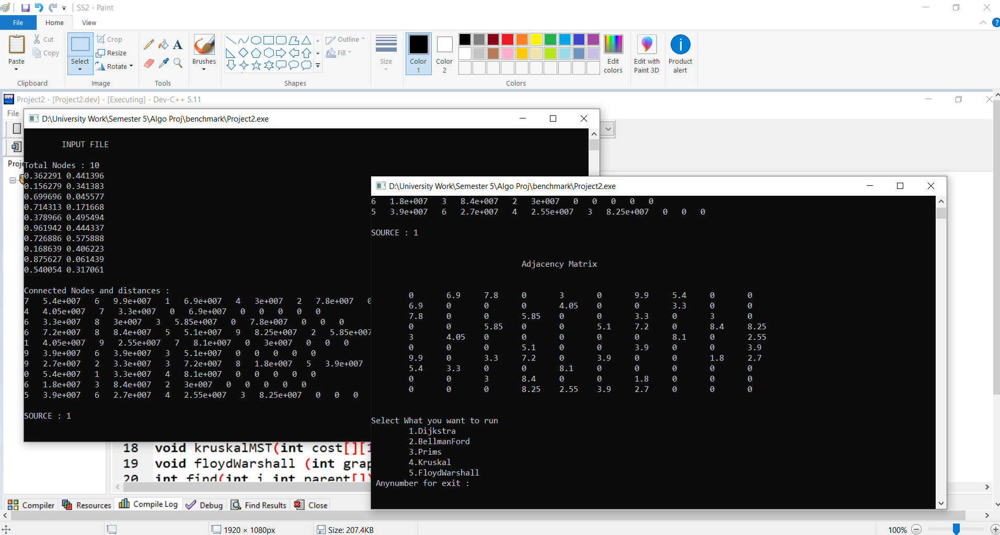 SS2 - Paint
File Home View
Paste
Cut
Copy
Clipboard
Select
Crop
Resize
Rotate
Image
A
Tools
Brushes
Outline
Fill
Shapes
Size
Color 1
Color 2
Edit colors
Colors
Edit with Paint 3D
Product alert
Project2 - [Project2.dev] - [Executing] - Dev-C++ 5.11
File
Proje
D:\University Work\Semester 5\Algo Proj\benchmark\Project2.exe
INPUT FILE
Total Nodes : 10
0.362291 0.441396
0.156279 0.341383
0.699696 0.045577
0.714313 0.171668
0.378966 0.495494
0.961942 0.444337
0.726886 0.575888
0.168639 0.406223
0.875627 0.061439
0.540054 0.317061
Connected Nodes and distances :
7 5.4e+007 6 9.9e+007 1 6.9e+007 4 3e+007 2 7.8e+007 0
4 4.05e+007 7 3.3e+007 0 6.9e+007 0 0 0 0 0
6 3.3e+007 8 3e+007 3 5.85e+007 0 7.8e+007 0 0 0
6 7.2e+007 8 8.4e+007 5 5.1e+007 9 8.25e+007 2 5.85e+007
1 4.05e+007 9 2.55e+007 7 8.1e+007 0 3e+007 0 0 0
9 3.9e+007 6 3.9e+007 3 5.1e+007 0 0 0 0 0
9 2.7e+007 2 3.3e+007 3 7.2e+007 8 1.8e+007 5 3.9e+007
0 5.4e+007 1 3.3e+007 4 8.1e+007 0 0 0 0 0
6 1.8e+007 3 8.4e+007 2 3e+007 0 0 0 0 0
5 3.9e+007 6 2.7e+007 4 2.55e+007 3 8.25e+007 0 0 0
SOURCE : 1
D:\University Work\Semester 5\Algo Proj\benchmark\Project2.exe
6 1.8e+007 3 8.4e+007 2 3e+007 0 0 0 0 0
5 3.9e+007 6 2.7e+007 4 2.55e+007 3 8.25e+007 0 0 0
SOURCE : 1
Adjacency Matrix
0 6.9 7.8 0 3 0 9.9 5.4 0 0
6.9 0 0 0 4.05 0 0 3.3 0 0
7.8 0 0 5.85 0 0 3.3 0 3 0
0 0 5.85 0 0 5.1 7.2 0 8.4 8.25
3 4.05 0 0 0 0 0 8.1 0 2.55
0 0 0 5.1 0 0 3.9 0 0 3.9
9.9 0 3.3 7.2 0 3.9 0 0 1.8 2.7
5.4 3.3 0 0 8.1 0 0 0 0 0
0 0 3 8.4 0 0 1.8 0 0 0
0 0 0 8.25 2.55 3.9 2.7 0 0 0
Select What you want to run
1.Dijkstra
2.BellmanFord
3.Prims
4.Kruskal
5.FloydWarshall
Anynumber for exit :
18 void kruskalMST(int cost[][1
19 void floydWarshall (int grap
20 int find(int i,int parent[])
Compiler Resources Compile Log Debug Find Results Close
1920 × 1080px Size: 207.4KB 100%